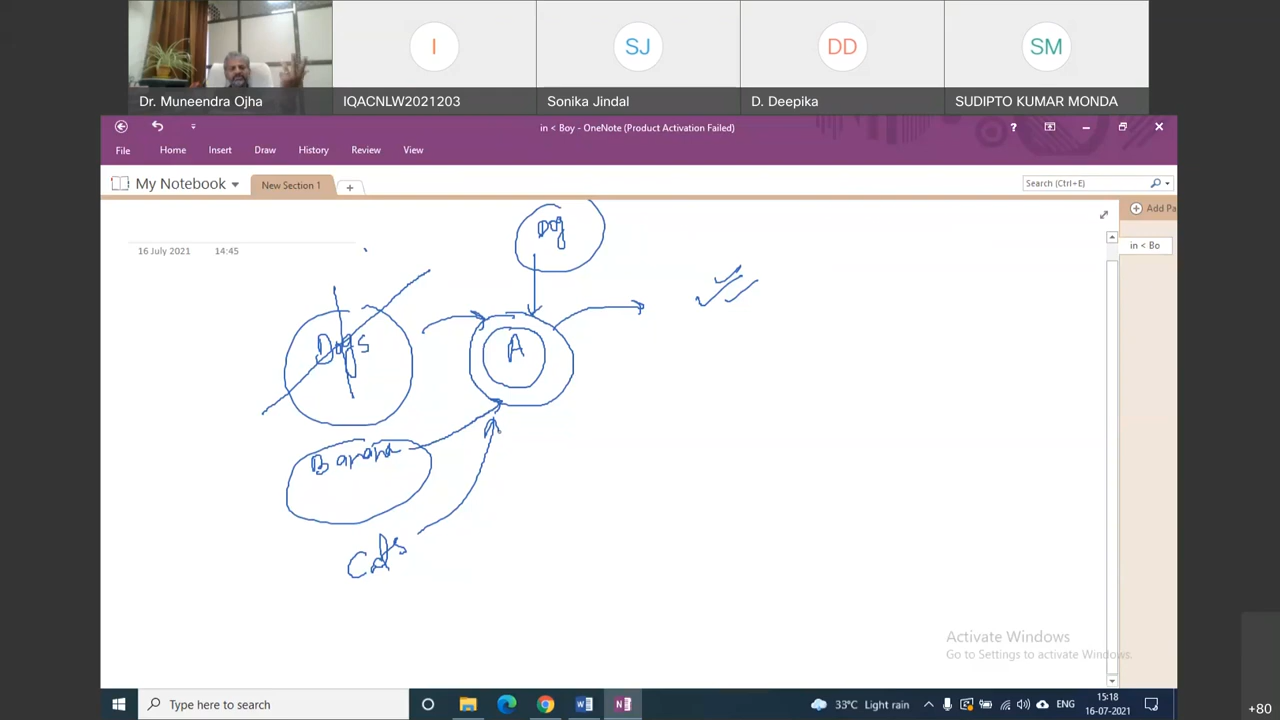 I
SJ
DD
SM
Dr. Muneendra Ojha
IQACNLW2021203
Sonika Jindal
D. Deepika
SUDIPTO KUMAR MONDA
in < Boy - OneNote (Product Activation Failed)
?
File
Home
Insert
Draw
History
Review
View
My Notebook
New Section 1
+
Search (Ctrl+E)
Add Pa
16 July 2021
14:45
in < Bo
Dog
Dogs
A
Banana
Cats
Activate Windows
Go to Settings to activate Windows.
Type here to search
33°C Light rain
ENG
15:18
16-07-2021
+80